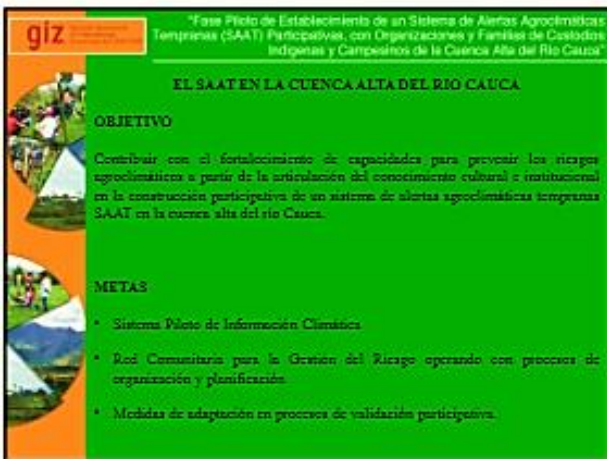 giz
"Fase Piloto de Establecimiento de un Sistema de Alertas Agroclimáticas
Tempranas (SAAT) Participativas, con Organizaciones y Familias de Custodios
Indígenas y Campesinos de la Cuenca Alta del Río Cauca"
EL SAAT EN LA CUENCA ALTA DEL RIO CAUCA
OBJETIVO
Contribuir con el fortalecimiento de capacidades para prevenir los riesgos
agroclimáticos a partir de la articulación del conocimiento cultural e institucional
en la construcción participativa de un sistema de alertas agroclimáticas tempranas
SAAT en la cuenca alta del río Cauca.
METAS
• Sistema Piloto de Información Climática
• Red Comunitaria para la Gestión del Riesgo operando con procesos de
organización y planificación.
• Medidas de adaptación en procesos de validación participativa.